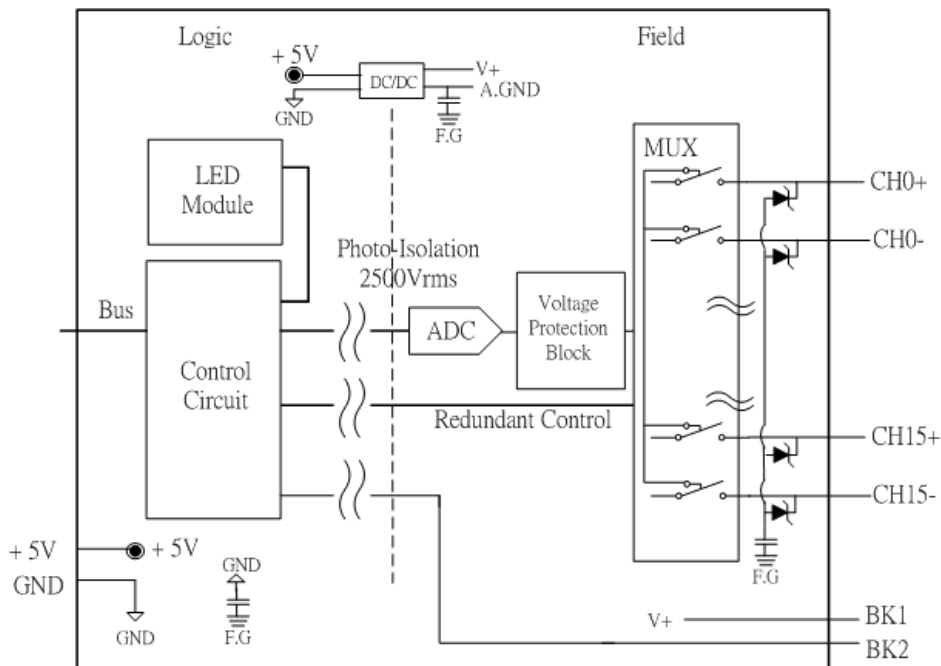 Logic
Field
+ 5V
DC/DC
V+
A.GND
GND
F.G
LED
Module
MUX
CH0+
CH0-
Photo-Isolation
2500Vrms
Bus
Control
Circuit
ADC
Voltage
Protection
Block
Redundant Control
CH15+
CH15-
+ 5V
+ 5V
GND
GND
GND
F.G
F.G
V+
BK1
BK2